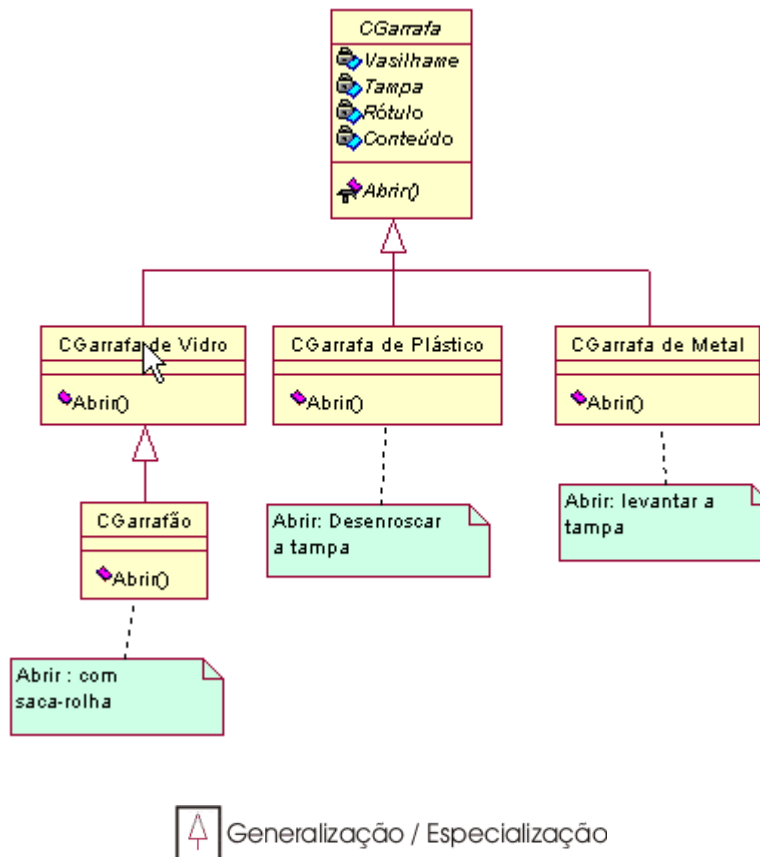 CGarrafa
Vasilhame
Tampa
Rótulo
Conteúdo
Abrir()
CGarrafa de Vidro
Abrir()
CGarrafa de Plástico
Abrir()
CGarrafa de Metal
Abrir()
CGarrafão
Abrir()
Abrir: Desenroscar
a tampa
Abrir: levantar a
tampa
Abrir : com
saca-rolha
Generalização / Especialização